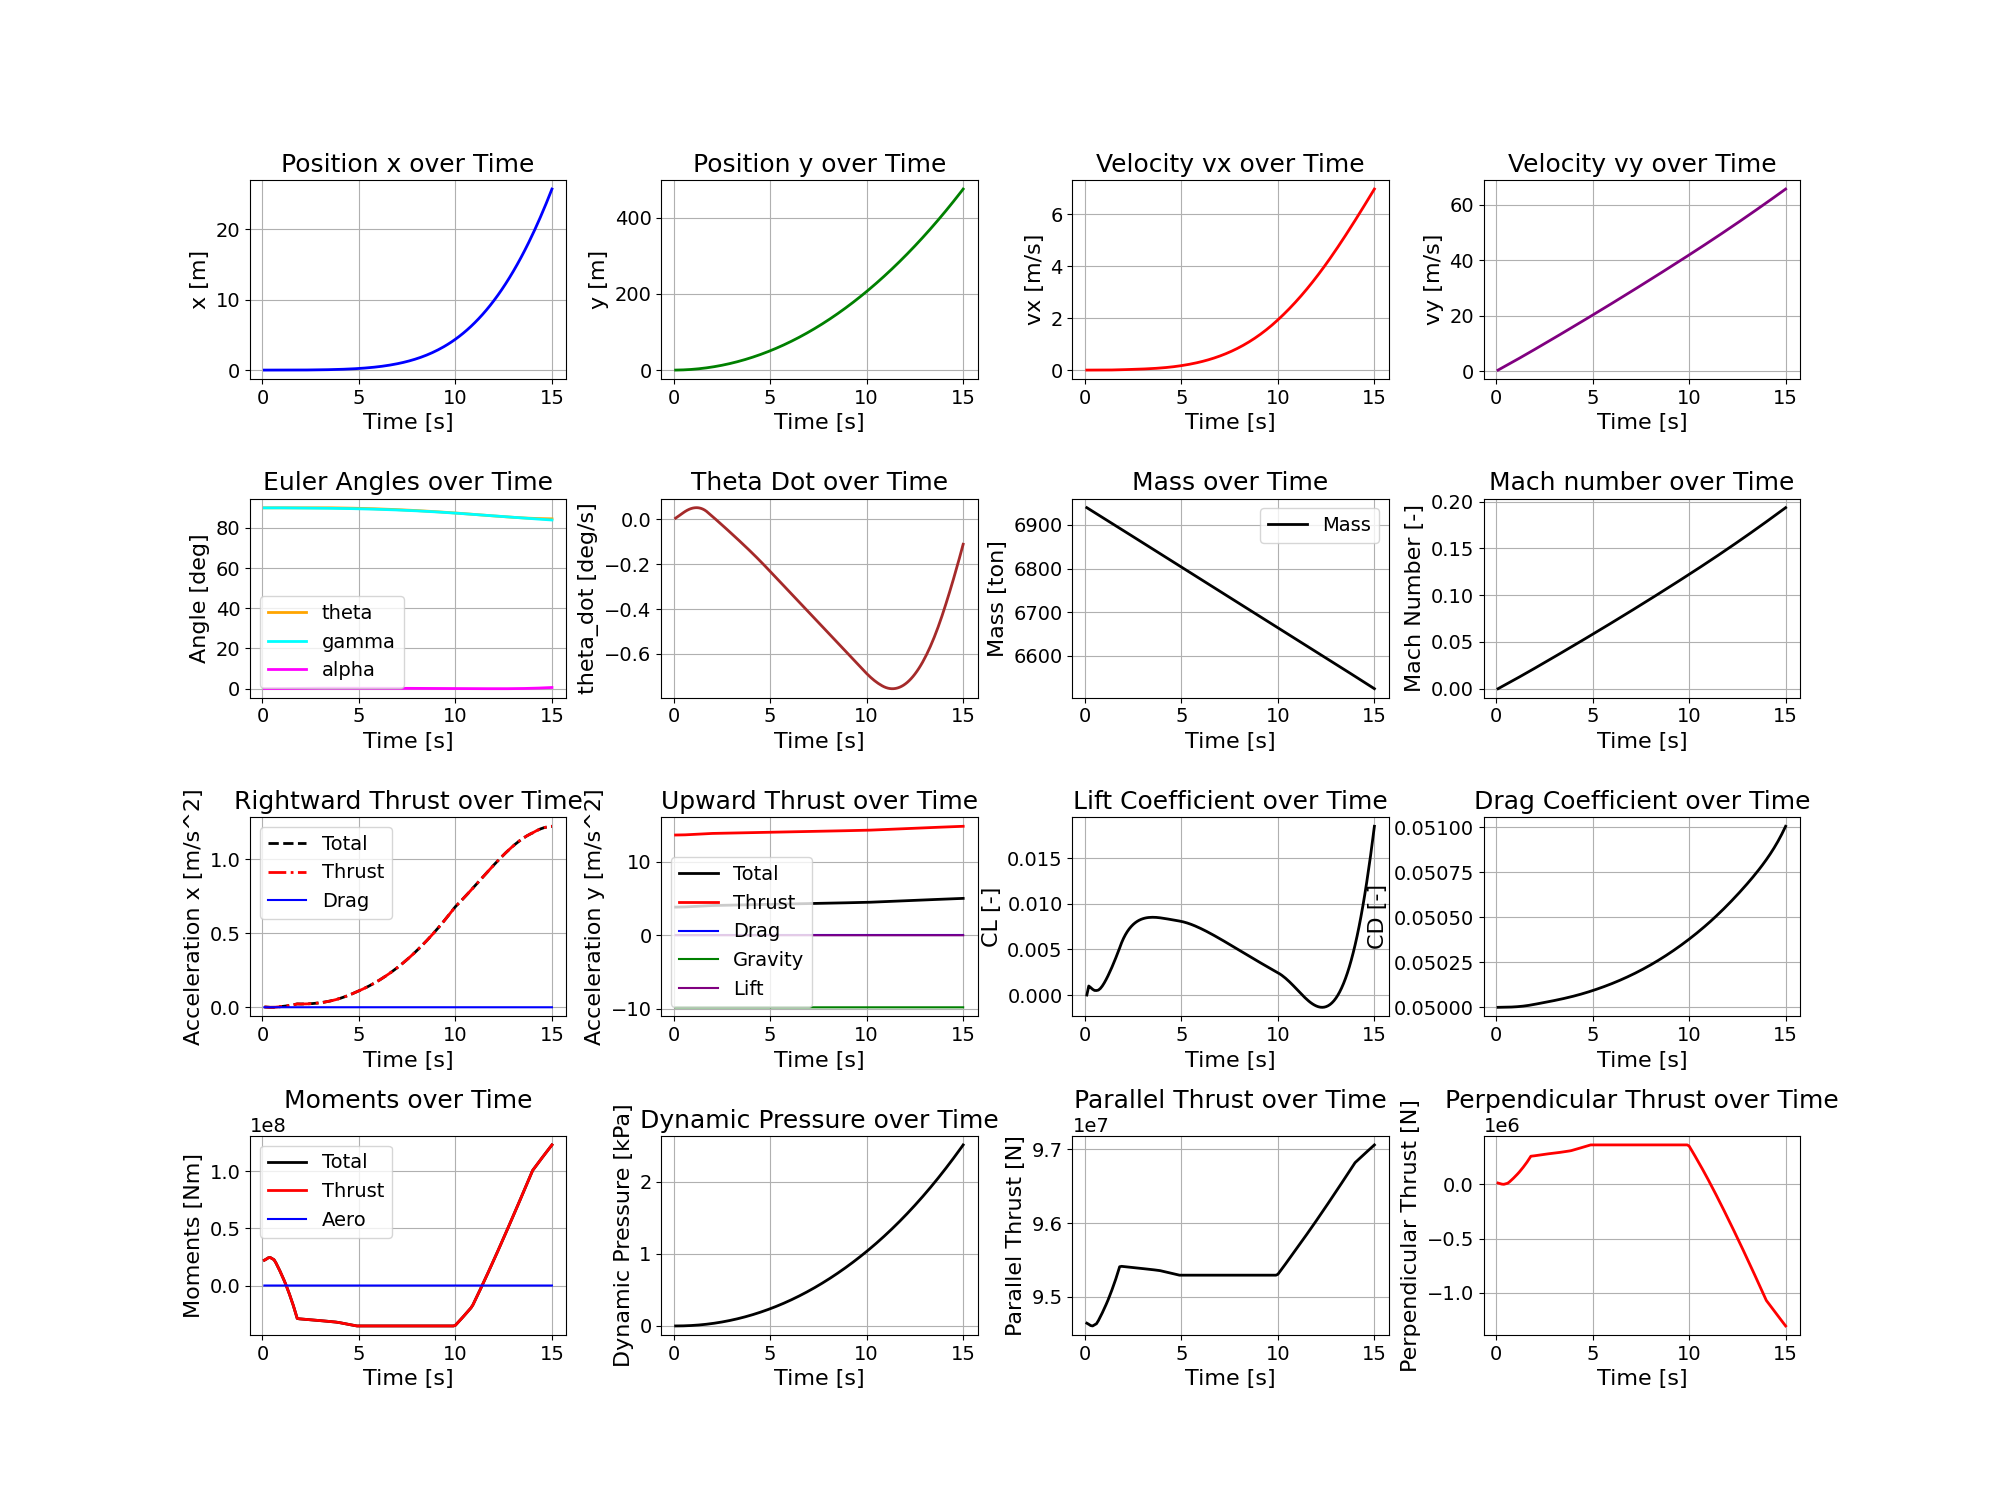 Position x over Time
x [m]
20
10
0
0 5 10 15
Time [s]
Position y over Time
y [m]
400
200
0
0 5 10 15
Time [s]
Velocity vx over Time
vx [m/s]
6
4
2
0
0 5 10 15
Time [s]
Velocity vy over Time
vy [m/s]
60
40
20
0
0 5 10 15
Time [s]
Euler Angles over Time
Angle [deg]
80
60
40
20
0
theta
gamma
alpha
0 5 10 15
Time [s]
Theta Dot over Time
theta_dot [deg/s]
0.0
−0.2
−0.4
−0.6
0 5 10 15
Time [s]
Mass over Time
Mass [ton]
6900
6800
6700
6600
Mass
0 5 10 15
Time [s]
Mach number over Time
Mach Number [-]
0.20
0.15
0.10
0.05
0.00
0 5 10 15
Time [s]
Rightward Thrust over Time
Acceleration x [m/s^2]
1.0
0.5
0.0
Total
Thrust
Drag
0 5 10 15
Time [s]
Upward Thrust over Time
Acceleration y [m/s^2]
10
0
−10
Total
Thrust
Drag
Gravity
Lift
0 5 10 15
Time [s]
Lift Coefficient over Time
CL [-]
0.015
0.010
0.005
0.000
0 5 10 15
Time [s]
Drag Coefficient over Time
CD [-]
0.05100
0.05075
0.05050
0.05025
0.05000
0 5 10 15
Time [s]
Moments over Time
1e8
Moments [Nm]
1.0
0.5
0.0
Total
Thrust
Aero
0 5 10 15
Time [s]
Dynamic Pressure over Time
Dynamic Pressure [kPa]
2
1
0
0 5 10 15
Time [s]
Parallel Thrust over Time
1e7
Parallel Thrust [N]
9.7
9.6
9.5
0 5 10 15
Time [s]
Perpendicular Thrust over Time
1e6
Perpendicular Thrust [N]
0.0
−0.5
−1.0
0 5 10 15
Time [s]